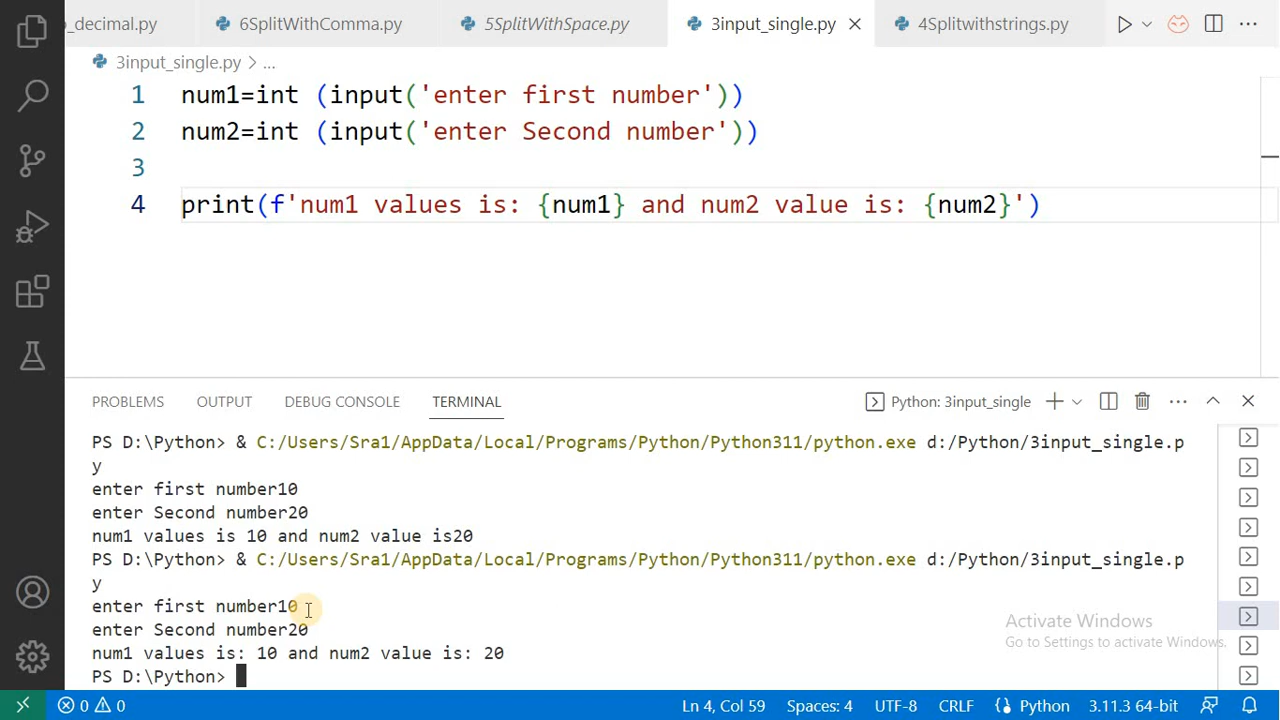 o_decimal.py 6SplitWithComma.py 5SplitWithSpace.py 3input_single.py 4Splitwithstrings.py
3input_single.py > ...
1 num1=int (input('enter first number'))
2 num2=int (input('enter Second number'))
3
4 print(f'num1 values is: {num1} and num2 value is: {num2}')
PROBLEMS OUTPUT DEBUG CONSOLE TERMINAL Python: 3input_single
PS D:\Python> & C:/Users/Sra1/AppData/Local/Programs/Python/Python311/python.exe d:/Python/3input_single.p
y
enter first number10
enter Second number20
num1 values is 10 and num2 value is20
PS D:\Python> & C:/Users/Sra1/AppData/Local/Programs/Python/Python311/python.exe d:/Python/3input_single.p
y
enter first number10
enter Second number20
num1 values is: 10 and num2 value is: 20
PS D:\Python>
Activate Windows
Go to Settings to activate Windows.
0 0 Ln 4, Col 59 Spaces: 4 UTF-8 CRLF Python 3.11.3 64-bit